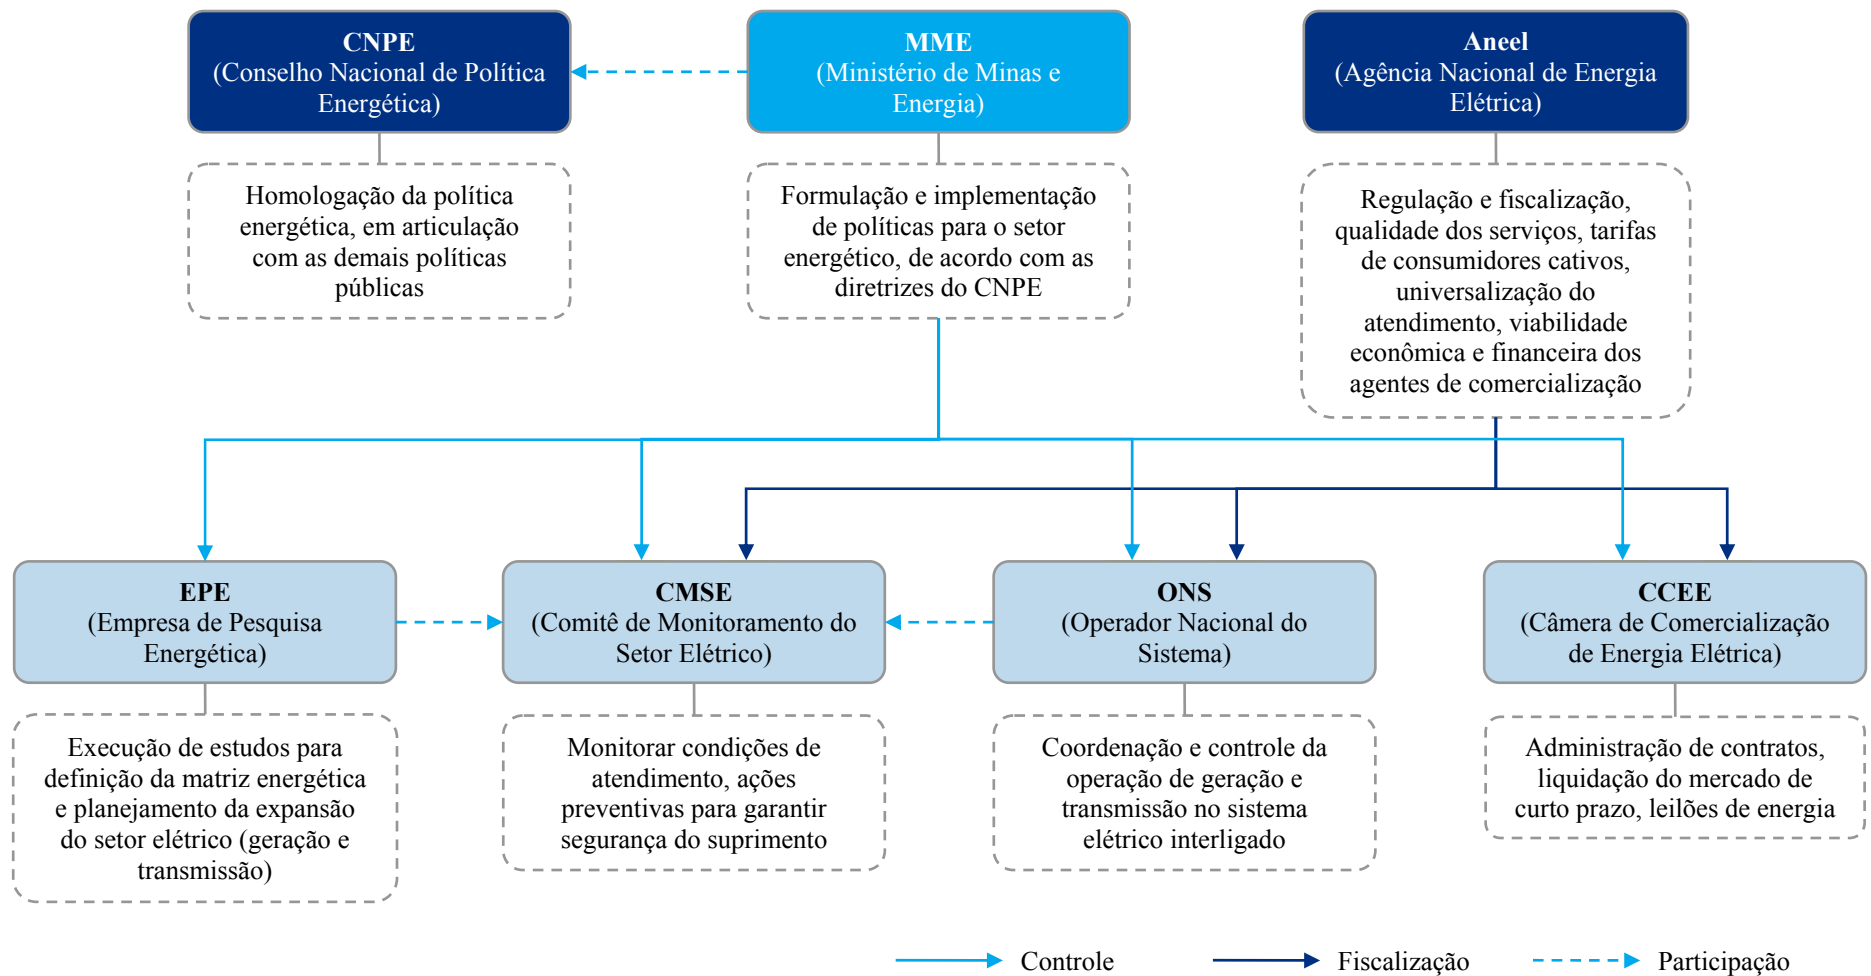 CNPE
(Conselho Nacional de Política
Energética)
MME
(Ministério de Minas e
Energia)
Aneel
(Agência Nacional de Energia
Elétrica)
Homologação da política
energética, em articulação
com as demais políticas
públicas
Formulação e implementação
de políticas para o setor
energético, de acordo com as
diretrizes do CNPE
Regulação e fiscalização,
qualidade dos serviços, tarifas
de consumidores cativos,
universalização do
atendimento, viabilidade
econômica e financeira dos
agentes de comercialização
EPE
(Empresa de Pesquisa
Energética)
CMSE
(Comitê de Monitoramento do
Setor Elétrico)
ONS
(Operador Nacional do
Sistema)
CCEE
(Câmera de Comercialização
de Energia Elétrica)
Execução de estudos para
definição da matriz energética
e planejamento da expansão
do setor elétrico (geração e
transmissão)
Monitorar condições de
atendimento, ações
preventivas para garantir
segurança do suprimento
Coordenação e controle da
operação de geração e
transmissão no sistema
elétrico interligado
Administração de contratos,
liquidação do mercado de
curto prazo, leilões de energia
Controle
Fiscalização
Participação